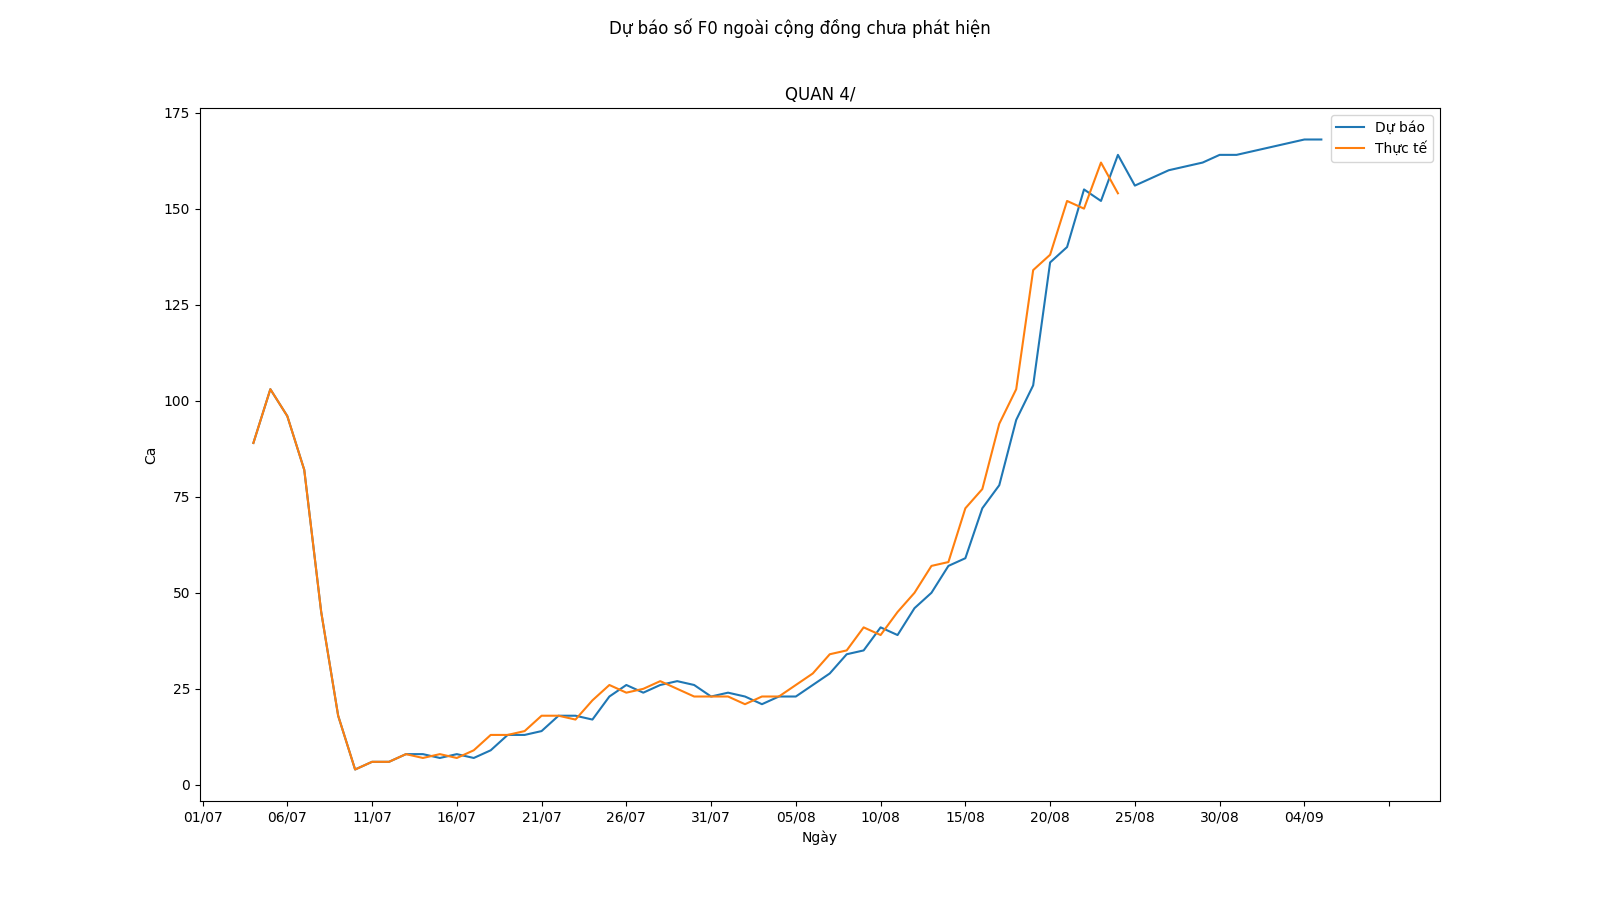 Dự báo số F0 ngoài cộng đồng chưa phát hiện
QUAN 4/
Dự báo
Thực tế
175
150
125
100
75
50
25
0
Ca
01/07 06/07 11/07 16/07 21/07 26/07 31/07 05/08 10/08 15/08 20/08 25/08 30/08 04/09
Ngày